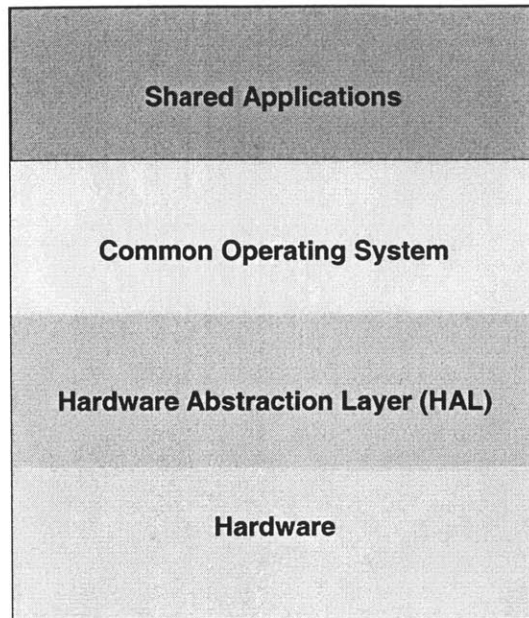 Shared Applications
Common Operating System
Hardware Abstraction Layer (HAL)
Hardware